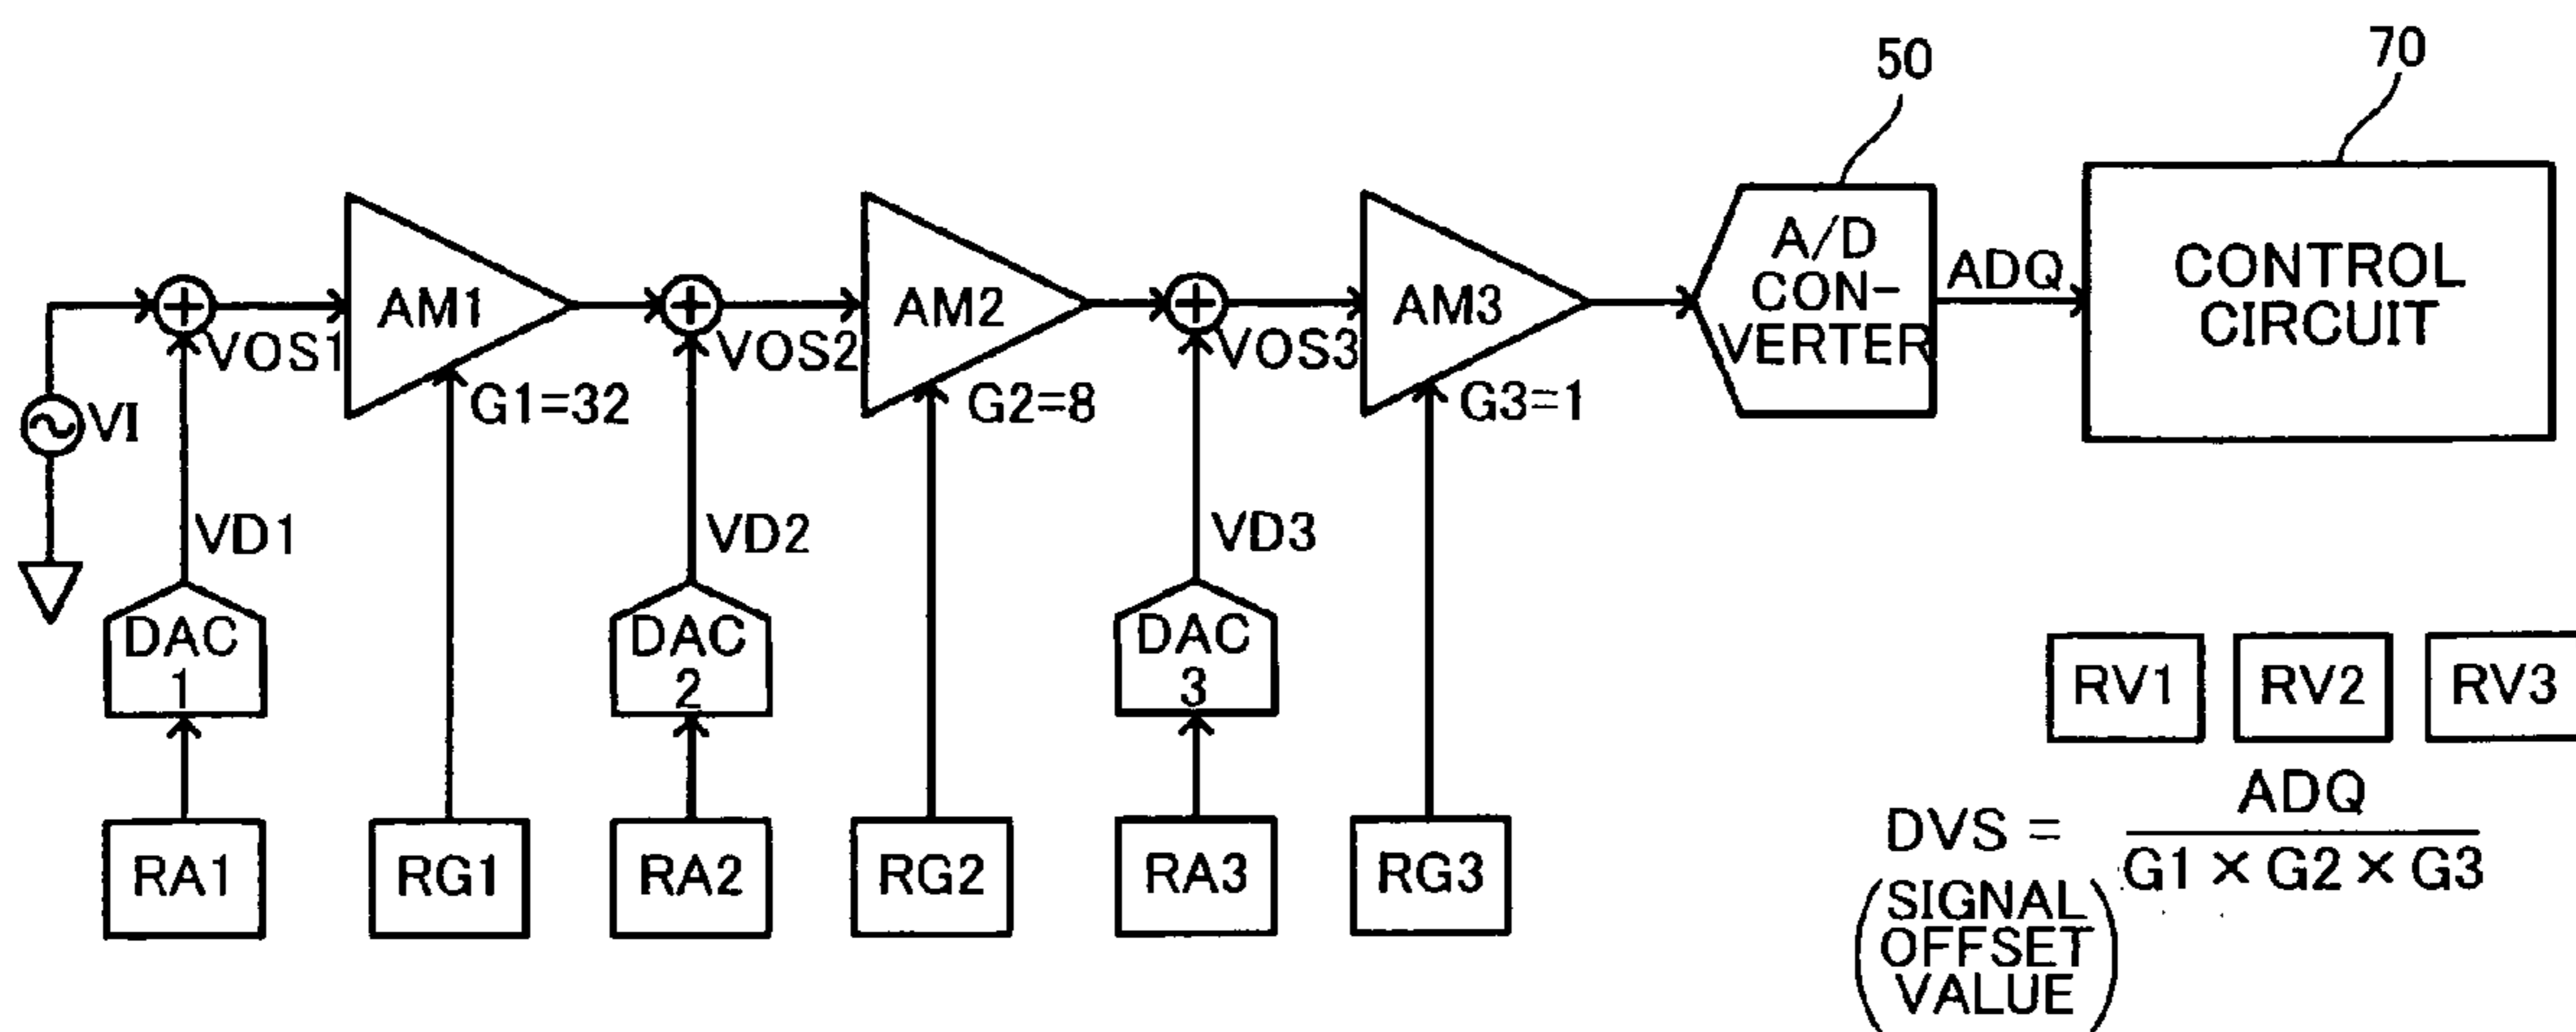 50
70
A/D
CON-
VERTER
ADQ
CONTROL
CIRCUIT
AM1
AM2
AM3
VOS1
VOS2
VOS3
G1=32
G2=8
G3=1
VI
VD1
VD2
VD3
DAC
1
DAC
2
DAC
3
RV1
RV2
RV3
RA1
RG1
RA2
RG2
RA3
RG3
DVS = ADQ
G1 × G2 × G3
(SIGNAL
OFFSET
VALUE)